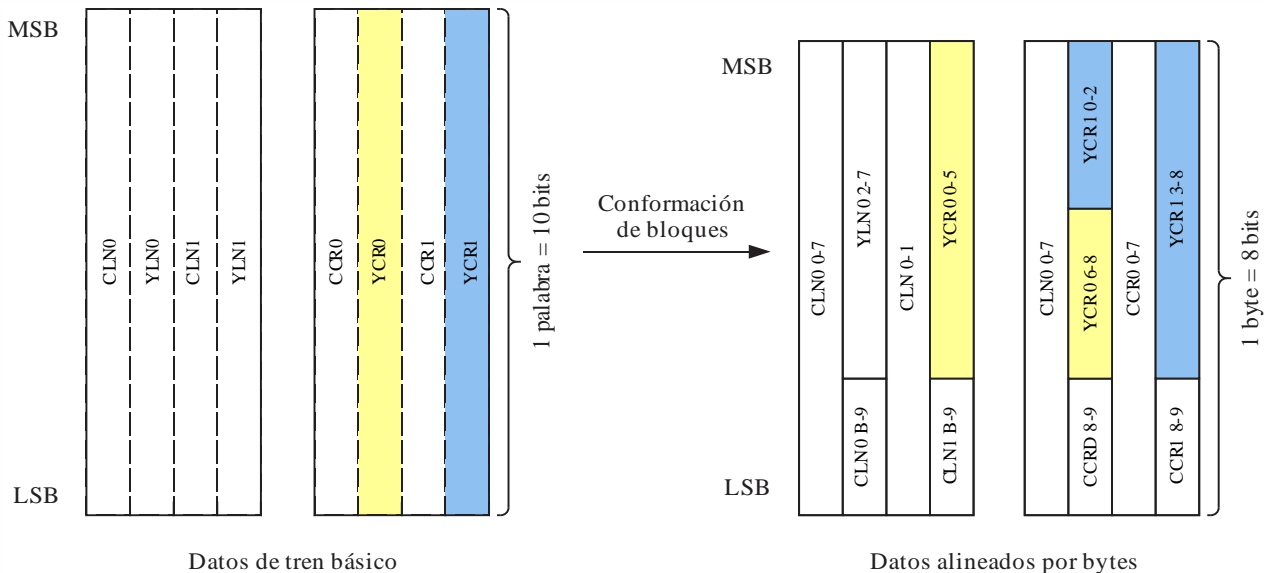 MSB
LSB
CLN0
YLN0
CLN1
YLN1
CCR0
YCR0
CCR1
YCR1
1 palabra = 10 bits
Conformación
de bloques
MSB
LSB
CLN0 0-7
YLN0 2-7
CLN0 B-9
CLN 0-1
YCR0 0-5
CLN1 B-9
CLN0 0-7
YCR1 0-2
YCR0 6-8
CCRD 8-9
CCR0 0-7
YCR1 3-8
CCR1 8-9
1 byte = 8 bits
Datos de tren básico
Datos alineados por bytes